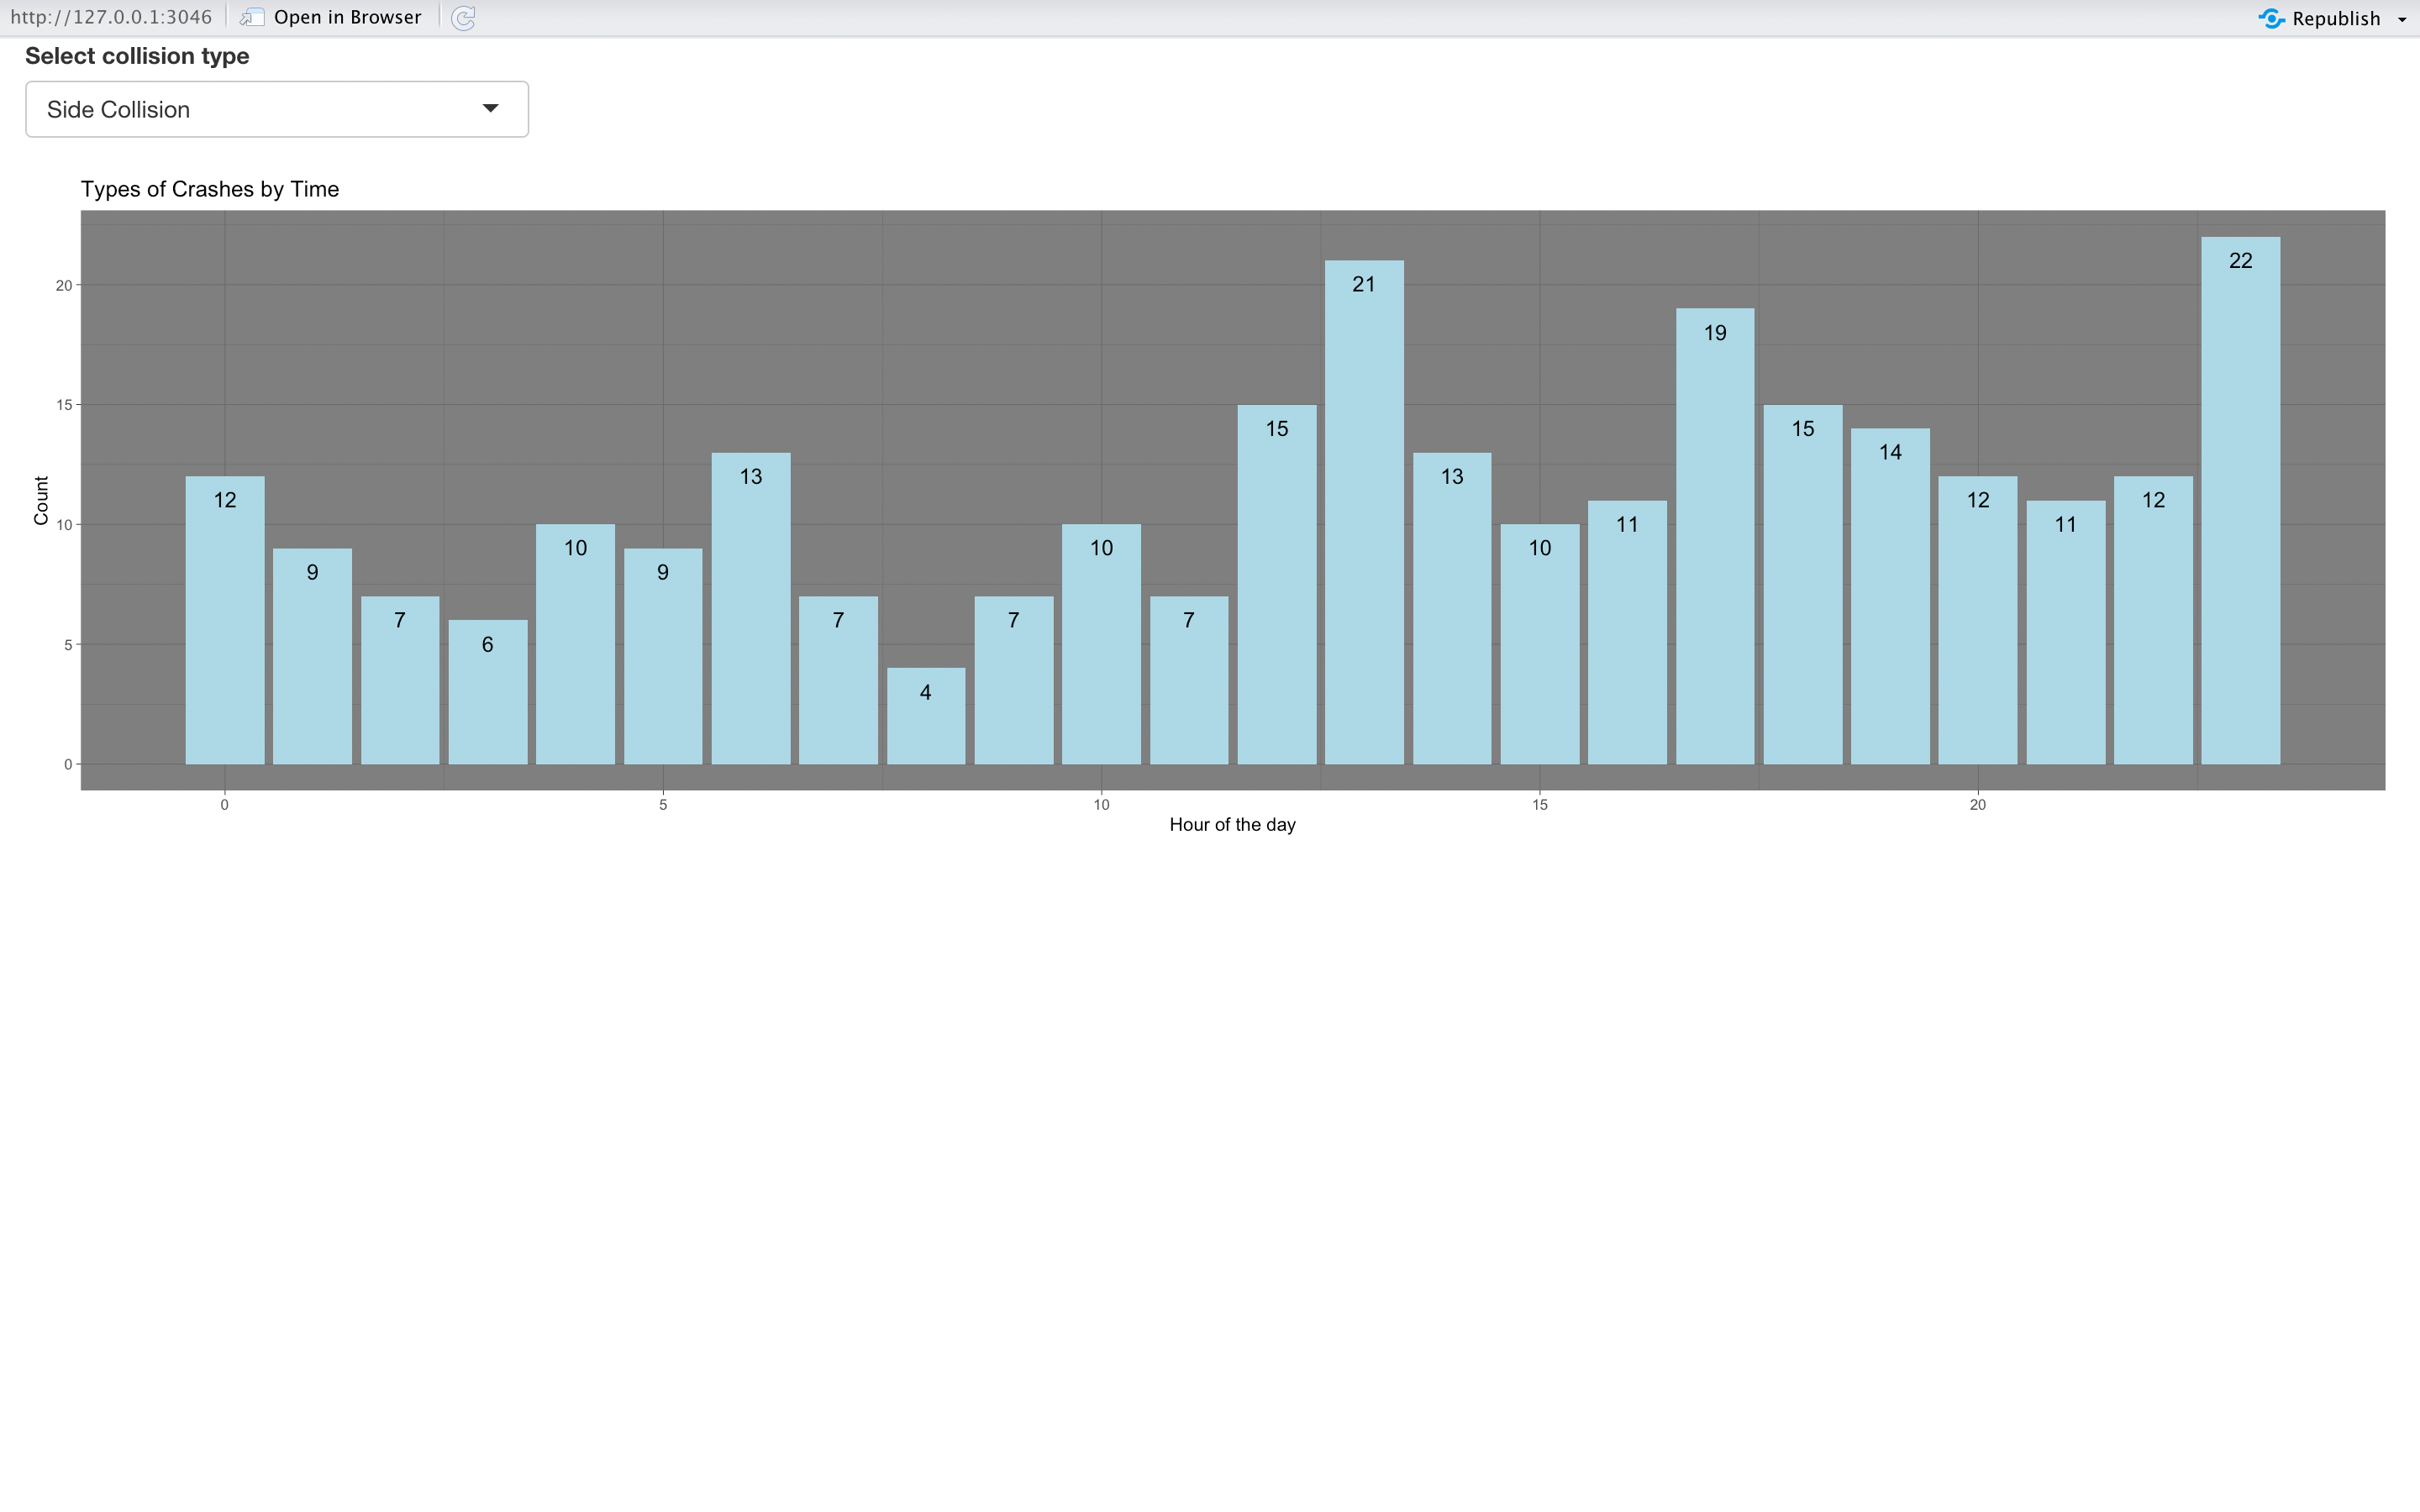 http://127.0.0.1:3046 Open in Browser Republish
Select collision type
Side Collision
Types of Crashes by Time
22
20 21
19
15 15 15
14
13 13
Count 12 12 12
10 11 11
10 10 10
9 9
7 7 7 7
5 6
4
0
0 5 10 15 20
Hour of the day